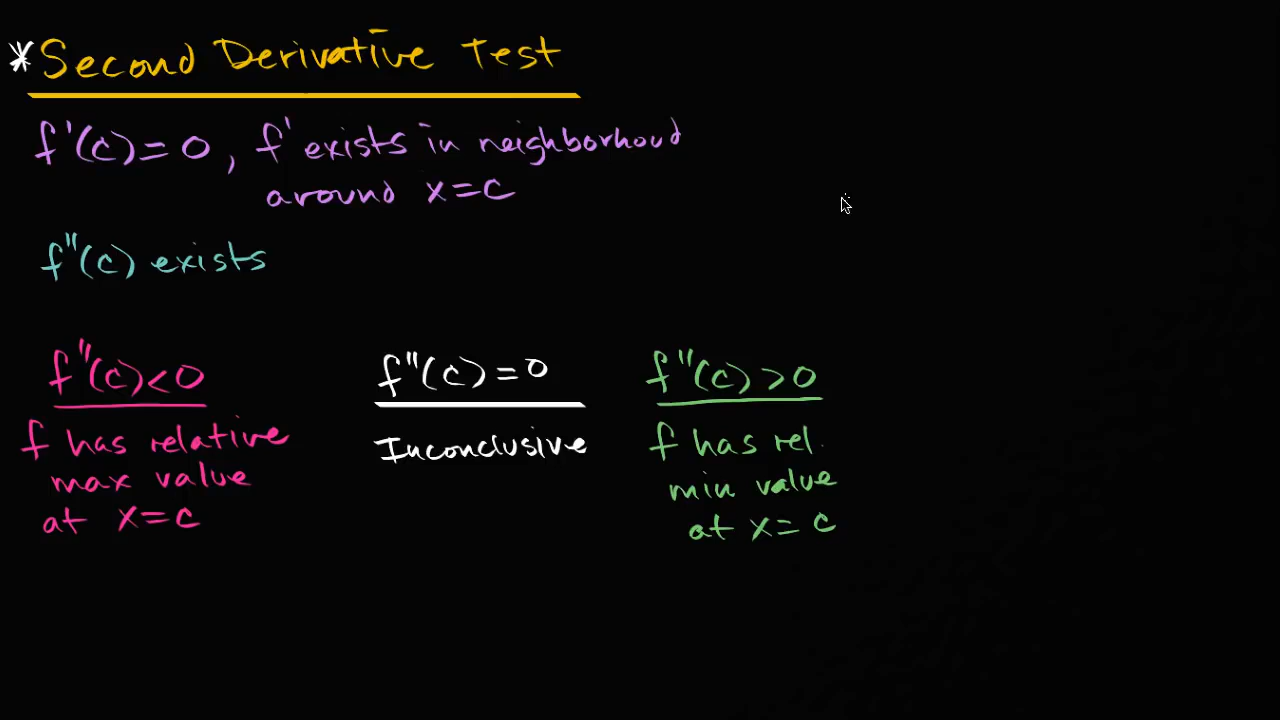 *Second Derivative Test
f'(c)=0, f' exists in neighborhood
around x=c
f''(c) exists
f''(c)<0
f has relative
max value
at x=c
f''(c)=0
Inconclusive
f''(c)>0
f has rel.
min value
at x=c